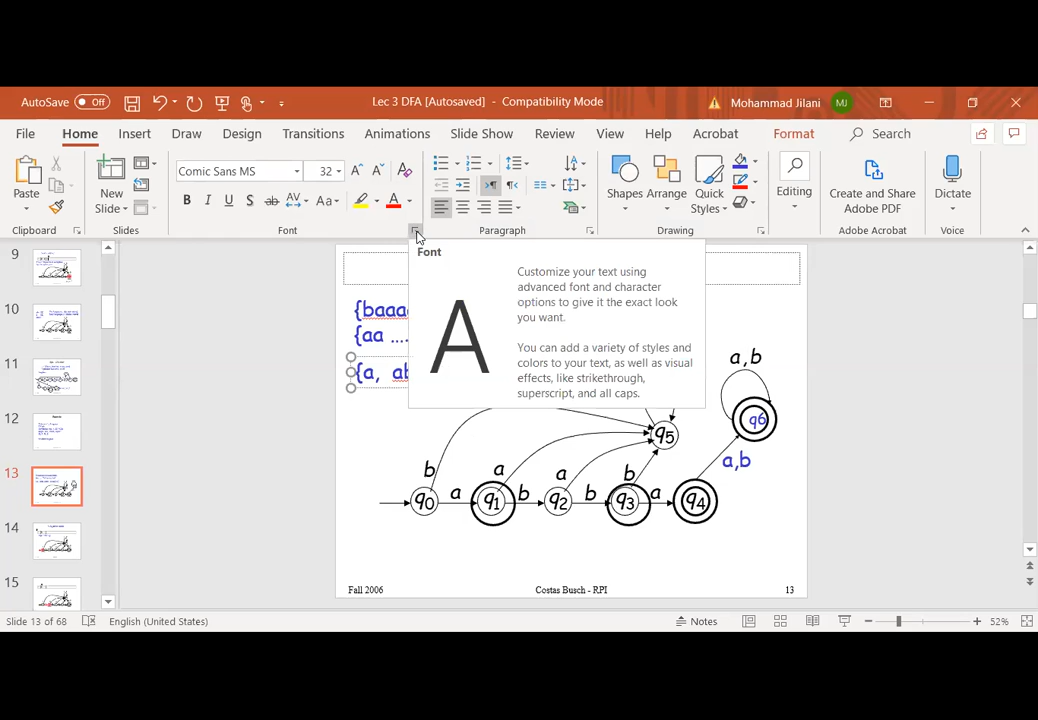 AutoSave Off Lec 3 DFA [Autosaved] - Compatibility Mode Mohammad Jilani MJ
File Home Insert Draw Design Transitions Animations Slide Show Review View Help Acrobat Format Search
Paste
New
Slide
Comic Sans MS 32
B I U S ab AV Aa A
Shapes Arrange Quick
Styles
Editing
Create and Share
Adobe PDF
Dictate
Clipboard Slides Font Paragraph Drawing Adobe Acrobat Voice
9
10
11
12
13
14
15
Font
A
Customize your text using
advanced font and character
options to give it the exact look
you want.
You can add a variety of styles and
colors to your text, as well as visual
effects, like strikethrough,
superscript, and all caps.
{baaa
{aa ....
{a, ab
a,b
q6
q5
a,b
b a a b
q0 a q1 b q2 b q3 a q4
Fall 2006 Costas Busch - RPI 13
Slide 13 of 68 English (United States) Notes 52%